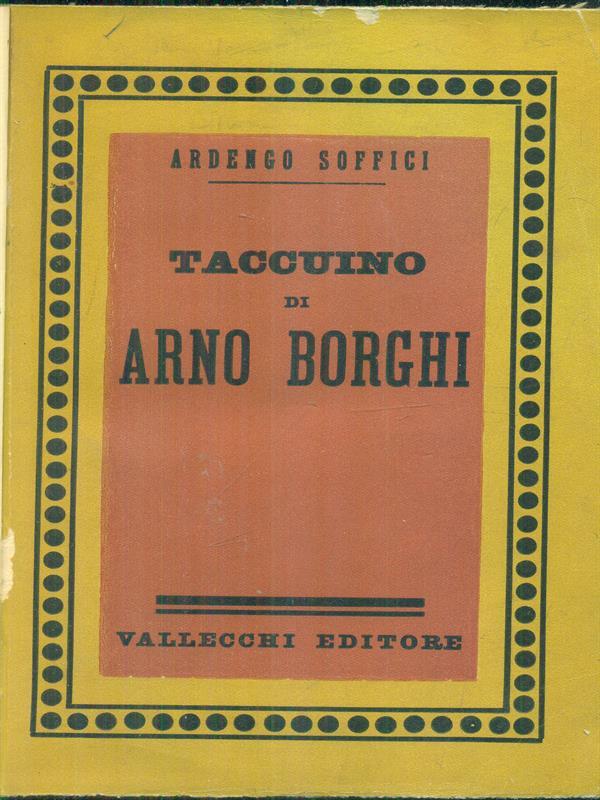 ARDENGO SOFFICI
TACCUINO
DI
ARNO BORGHI
VALLECCHI EDITORE